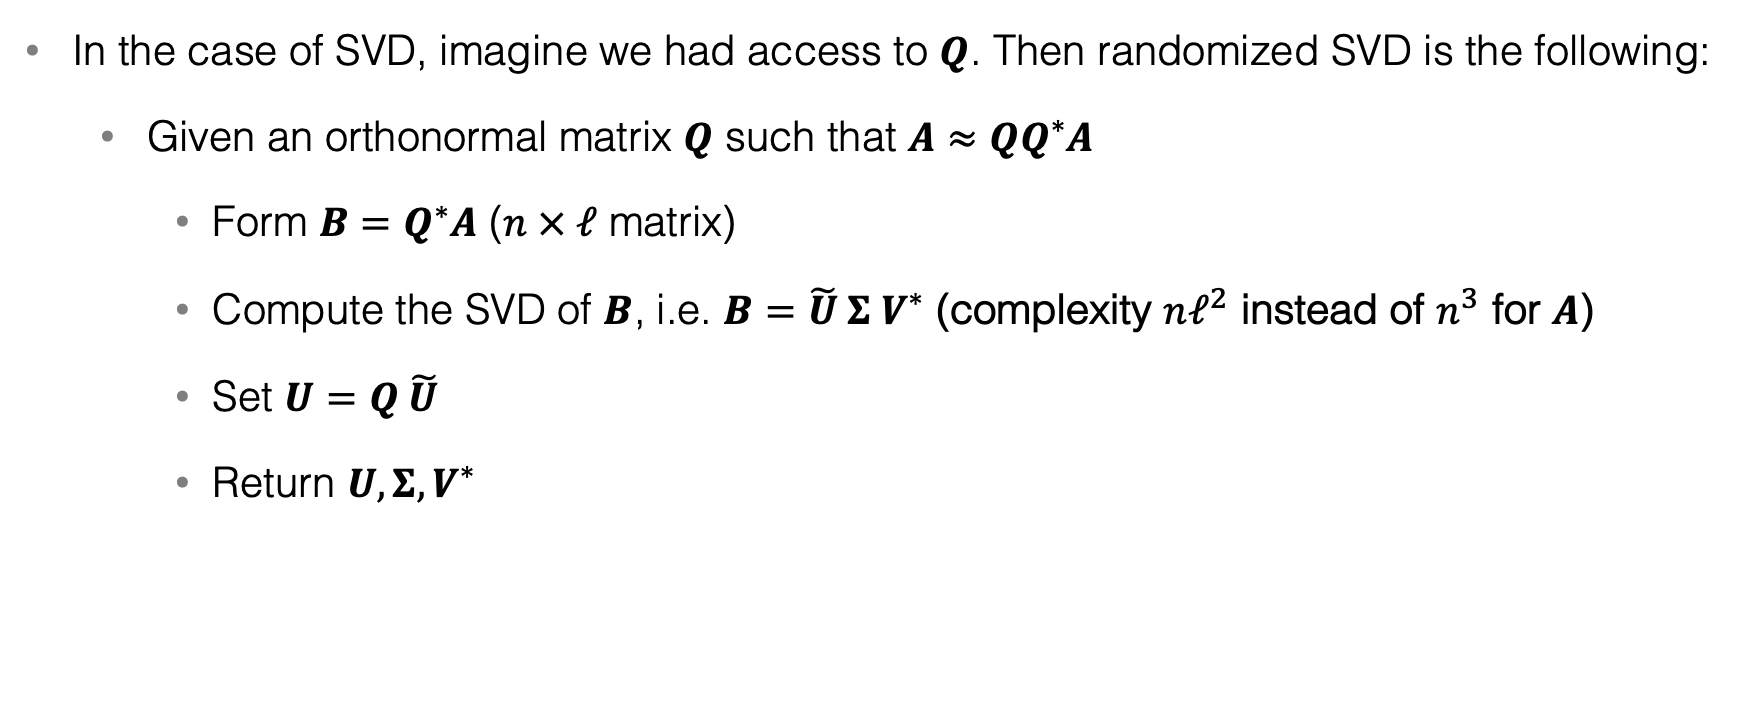 • In the case of SVD, imagine we had access to 𝑸. Then randomized SVD is the following:
• Given an orthonormal matrix 𝑸 such that 𝑨 ≈ 𝑸𝑸*𝑨
• Form 𝑩 = 𝑸*𝑨 (𝑛 × ℓ matrix)
• Compute the SVD of 𝑩, i.e. 𝑩 = 𝑼̃ 𝚺 𝑽* (complexity 𝑛ℓ² instead of 𝑛³ for 𝑨)
• Set 𝑼 = 𝑸 𝑼̃
• Return 𝑼, 𝚺, 𝑽*